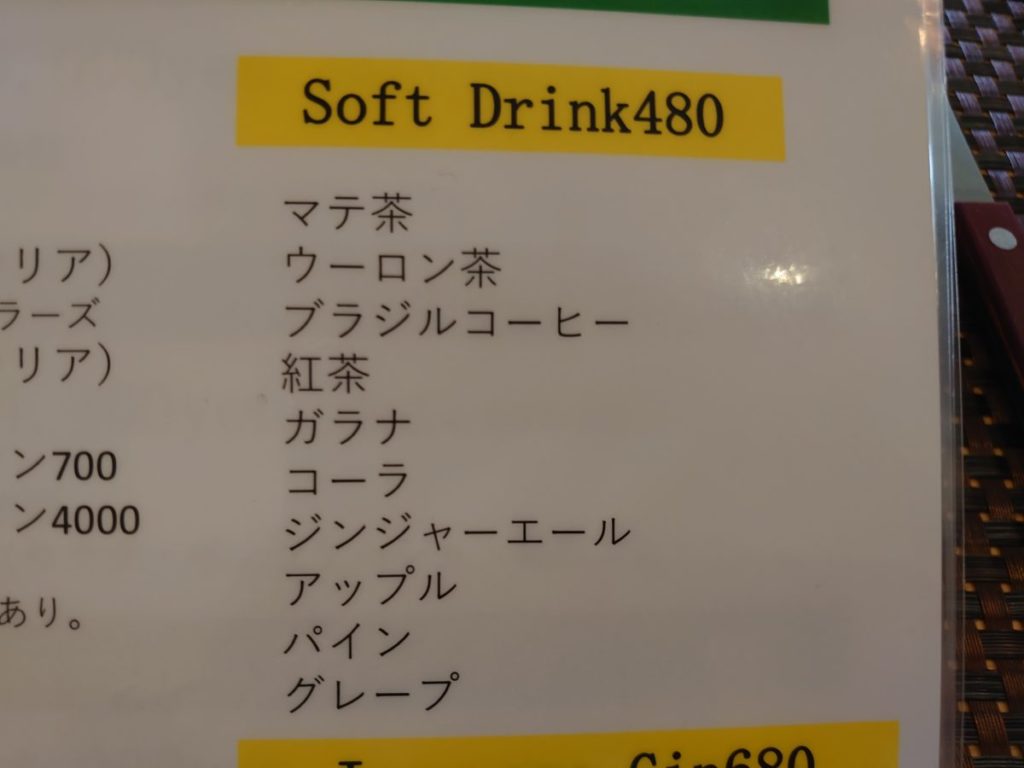 Soft Drink480
マテ茶
ウーロン茶
ブラジルコーヒー
紅茶
ガラナ
コーラ
ジンジャーエール
アップル
パイン
グレープ
リア)
ラーズ
リア)
ン700
ン4000
あり。
Gin680